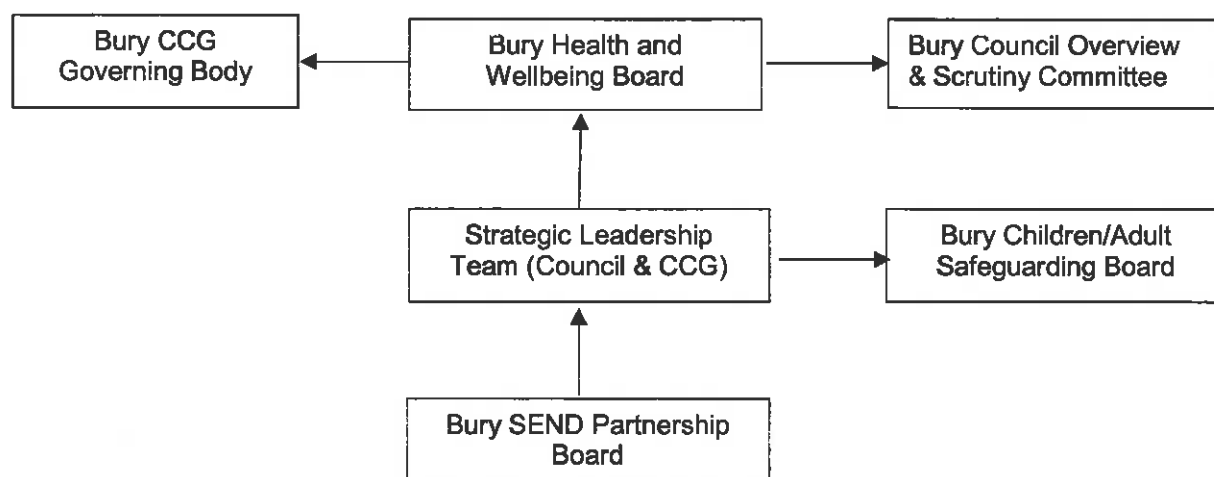 Bury CCG
Governing Body
Bury Health and
Wellbeing Board
Bury Council Overview
& Scrutiny Committee
Strategic Leadership
Team (Council & CCG)
Bury Children/Adult
Safeguarding Board
Bury SEND Partnership
Board